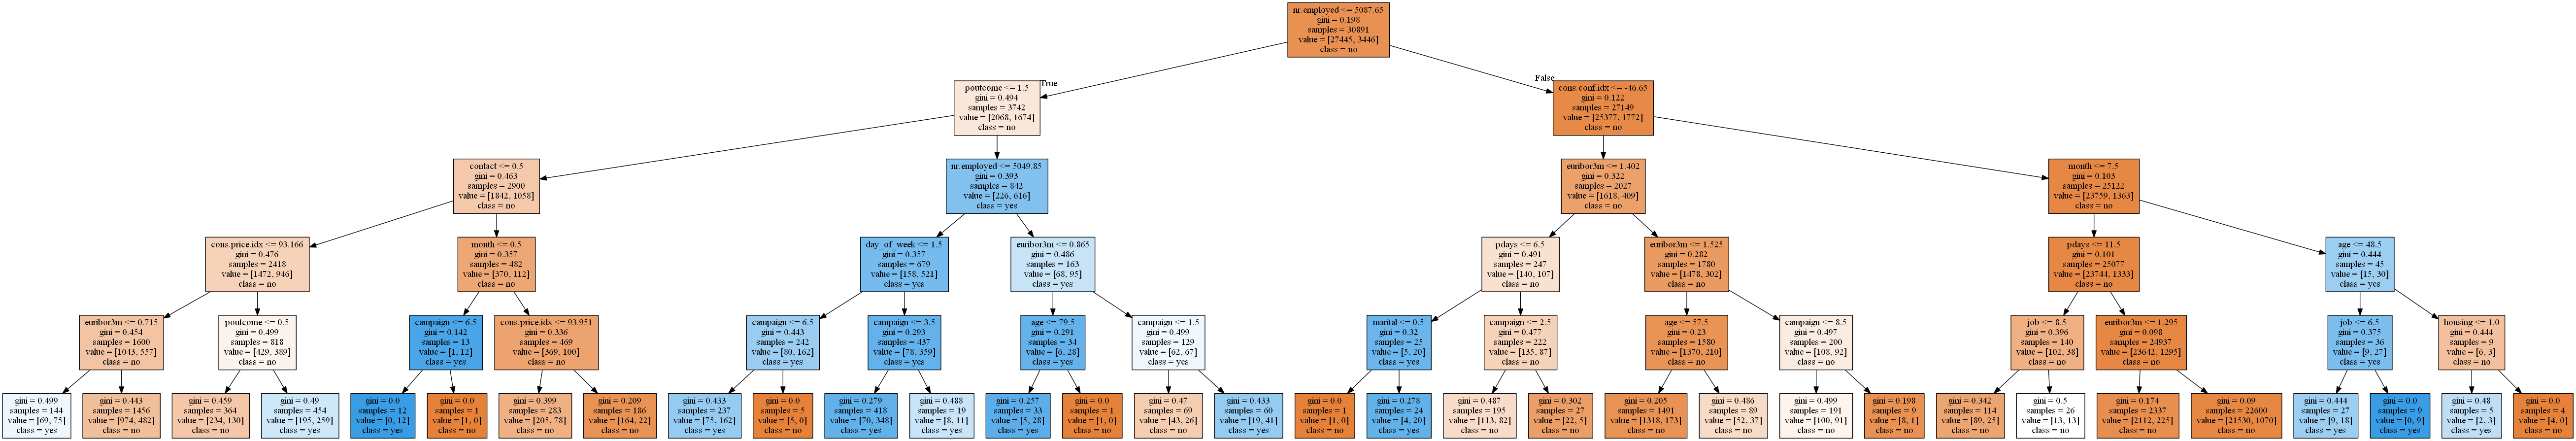 nr.employed <= 5087.65
gini = 0.198
samples = 30891
value = [27445, 3446]
class = no
True
False
poutcome <= 1.5
gini = 0.494
samples = 3742
value = [2068, 1674]
class = no
cons.conf.idx <= -46.65
gini = 0.122
samples = 27149
value = [25377, 1772]
class = no
contact <= 0.5
gini = 0.463
samples = 2900
value = [1842, 1058]
class = no
nr.employed <= 5049.85
gini = 0.393
samples = 842
value = [226, 616]
class = yes
euribor3m <= 1.402
gini = 0.322
samples = 2027
value = [1618, 409]
class = no
month <= 7.5
gini = 0.103
samples = 25122
value = [23759, 1363]
class = no
cons.price.idx <= 93.166
gini = 0.476
samples = 2418
value = [1472, 946]
class = no
month <= 0.5
gini = 0.357
samples = 482
value = [370, 112]
class = no
day_of_week <= 1.5
gini = 0.357
samples = 679
value = [158, 521]
class = yes
euribor3m <= 0.865
gini = 0.486
samples = 163
value = [68, 95]
class = yes
pdays <= 6.5
gini = 0.491
samples = 247
value = [140, 107]
class = no
euribor3m <= 1.525
gini = 0.282
samples = 1780
value = [1478, 302]
class = no
pdays <= 11.5
gini = 0.101
samples = 25077
value = [23744, 1333]
class = no
age <= 48.5
gini = 0.444
samples = 45
value = [15, 30]
class = yes
euribor3m <= 0.715
gini = 0.454
samples = 1600
value = [1043, 557]
class = no
poutcome <= 0.5
gini = 0.499
samples = 818
value = [429, 389]
class = no
campaign <= 6.5
gini = 0.142
samples = 13
value = [1, 12]
class = yes
cons.price.idx <= 93.951
gini = 0.336
samples = 469
value = [369, 100]
class = no
campaign <= 6.5
gini = 0.443
samples = 242
value = [80, 162]
class = yes
campaign <= 3.5
gini = 0.293
samples = 437
value = [78, 359]
class = yes
age <= 79.5
gini = 0.291
samples = 34
value = [6, 28]
class = yes
campaign <= 1.5
gini = 0.499
samples = 129
value = [62, 67]
class = yes
marital <= 0.5
gini = 0.32
samples = 25
value = [5, 20]
class = yes
campaign <= 2.5
gini = 0.477
samples = 222
value = [135, 87]
class = no
age <= 57.5
gini = 0.23
samples = 1580
value = [1370, 210]
class = no
campaign <= 8.5
gini = 0.497
samples = 200
value = [108, 92]
class = no
job <= 8.5
gini = 0.396
samples = 140
value = [102, 38]
class = no
euribor3m <= 1.295
gini = 0.098
samples = 24937
value = [23642, 1295]
class = no
job <= 6.5
gini = 0.375
samples = 36
value = [9, 27]
class = yes
housing <= 1.0
gini = 0.444
samples = 9
value = [6, 3]
class = no
gini = 0.499
samples = 144
value = [69, 75]
class = yes
gini = 0.443
samples = 1456
value = [974, 482]
class = no
gini = 0.459
samples = 364
value = [234, 130]
class = no
gini = 0.49
samples = 454
value = [195, 259]
class = yes
gini = 0.0
samples = 12
value = [0, 12]
class = yes
gini = 0.0
samples = 1
value = [1, 0]
class = no
gini = 0.399
samples = 283
value = [205, 78]
class = no
gini = 0.209
samples = 186
value = [164, 22]
class = no
gini = 0.433
samples = 237
value = [75, 162]
class = yes
gini = 0.0
samples = 5
value = [5, 0]
class = no
gini = 0.279
samples = 418
value = [70, 348]
class = yes
gini = 0.488
samples = 19
value = [8, 11]
class = yes
gini = 0.257
samples = 33
value = [5, 28]
class = yes
gini = 0.0
samples = 1
value = [1, 0]
class = no
gini = 0.47
samples = 69
value = [43, 26]
class = no
gini = 0.433
samples = 60
value = [19, 41]
class = yes
gini = 0.0
samples = 1
value = [1, 0]
class = no
gini = 0.278
samples = 24
value = [4, 20]
class = yes
gini = 0.487
samples = 195
value = [113, 82]
class = no
gini = 0.302
samples = 27
value = [22, 5]
class = no
gini = 0.205
samples = 1491
value = [1318, 173]
class = no
gini = 0.486
samples = 89
value = [52, 37]
class = no
gini = 0.499
samples = 191
value = [100, 91]
class = no
gini = 0.198
samples = 9
value = [8, 1]
class = no
gini = 0.342
samples = 114
value = [89, 25]
class = no
gini = 0.5
samples = 26
value = [13, 13]
class = no
gini = 0.174
samples = 2337
value = [2112, 225]
class = no
gini = 0.09
samples = 22600
value = [21530, 1070]
class = no
gini = 0.444
samples = 27
value = [9, 18]
class = yes
gini = 0.0
samples = 9
value = [0, 9]
class = yes
gini = 0.48
samples = 5
value = [2, 3]
class = yes
gini = 0.0
samples = 4
value = [4, 0]
class = no